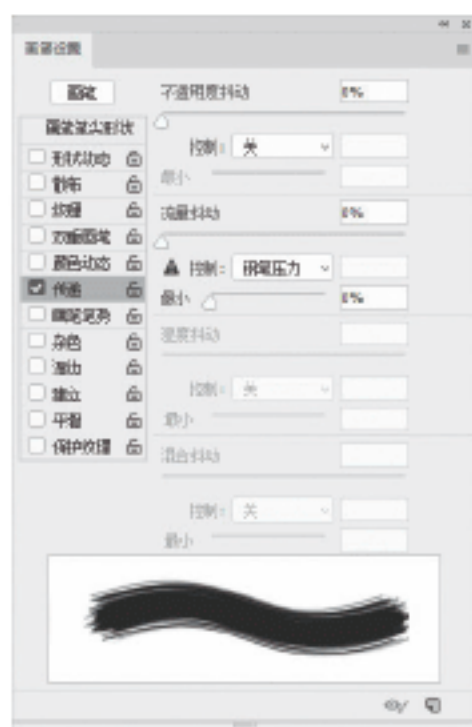 画笔设置
画笔
画笔笔尖形状
形状动态
散布
纹理
双重画笔
颜色动态
传递
画笔笔势
杂色
湿边
建立
平滑
保护纹理
不透明度抖动 0%
控制： 关
最小
流量抖动 0%
控制： 钢笔压力
最小 0%
湿度抖动
控制： 关
最小
混合抖动
控制： 关
最小